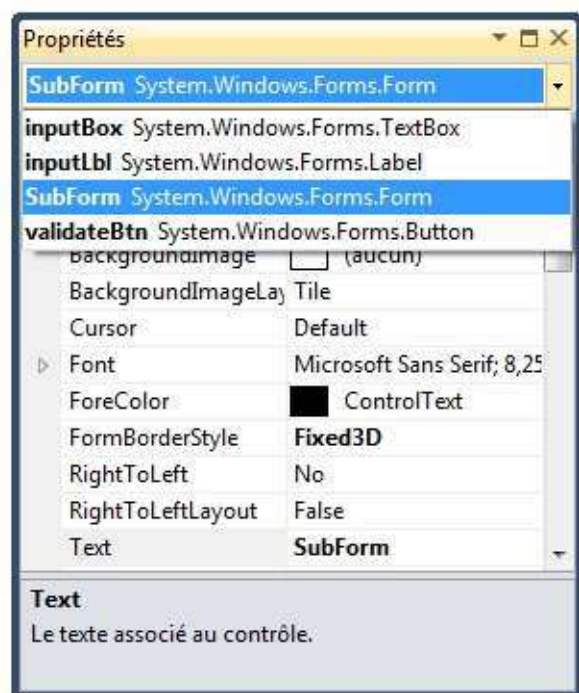 Propriétés
SubForm System.Windows.Forms.Form
inputBox System.Windows.Forms.TextBox
inputLbl System.Windows.Forms.Label
SubForm System.Windows.Forms.Form
validateBtn System.Windows.Forms.Button
BackgroundImage (aucun)
BackgroundImageLay Tile
Cursor Default
Font Microsoft Sans Serif; 8,25
ForeColor ControlText
FormBorderStyle Fixed3D
RightToLeft No
RightToLeftLayout False
Text SubForm
Text
Le texte associé au contrôle.